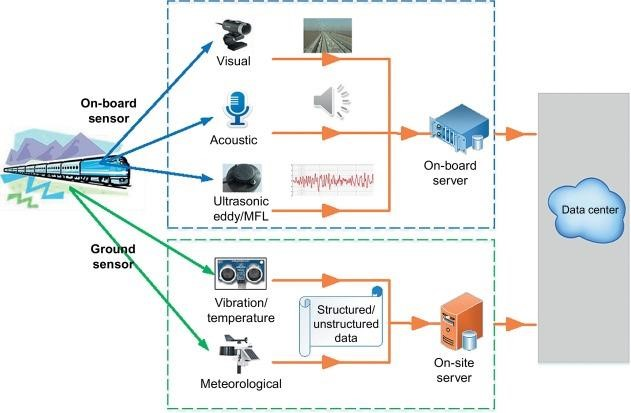 Visual
On-board
sensor
Acoustic
On-board
server
Ultrasonic
eddy/MFL
Data center
Ground
sensor
Vibration/
temperature
Structured/
unstructured
data
On-site
server
Meteorological